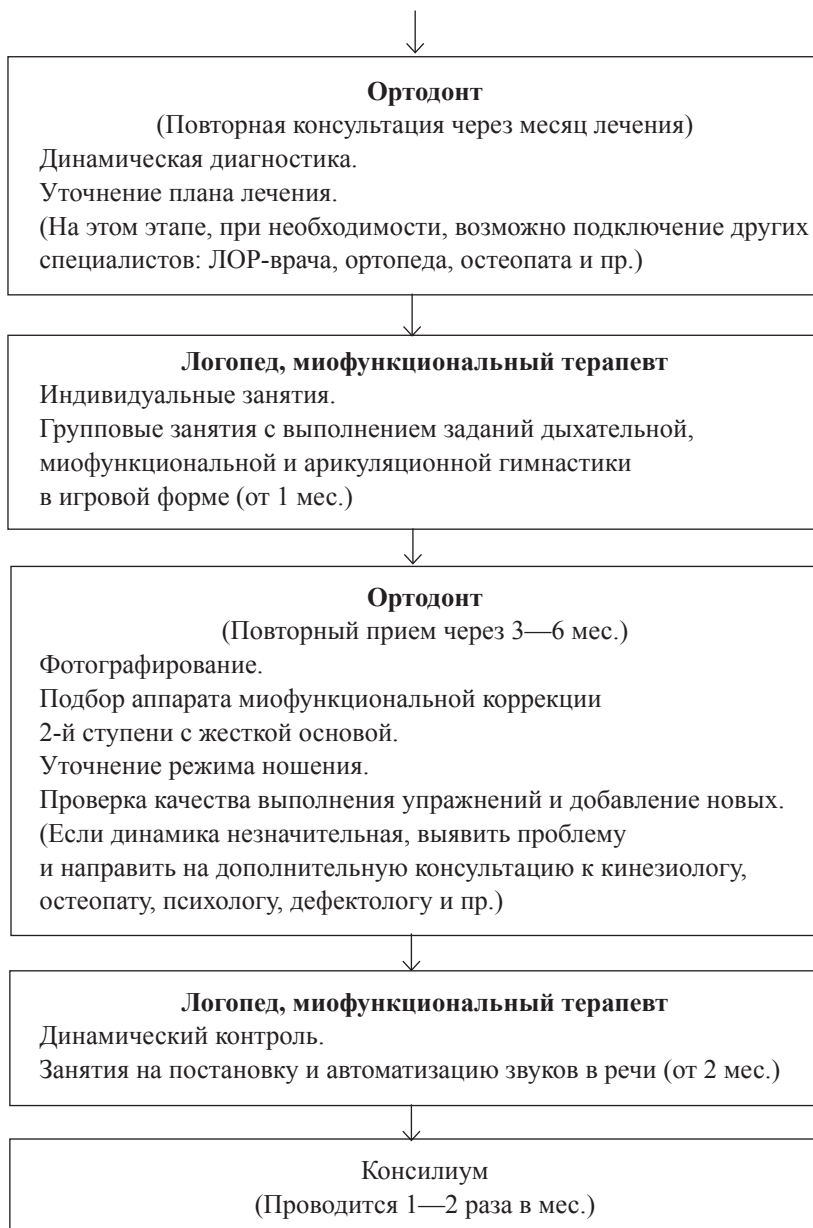 Ортодонт
(Повторная консультация через месяц лечения)
Динамическая диагностика.
Уточнение плана лечения.
(На этом этапе, при необходимости, возможно подключение других
специалистов: ЛОР-врача, ортопеда, остеопата и пр.)
Логопед, миофункциональный терапевт
Индивидуальные занятия.
Групповые занятия с выполнением заданий дыхательной,
миофункциональной и арикуляционной гимнастики
в игровой форме (от 1 мес.)
Ортодонт
(Повторный прием через 3—6 мес.)
Фотографирование.
Подбор аппарата миофункциональной коррекции
2-й ступени с жесткой основой.
Уточнение режима ношения.
Проверка качества выполнения упражнений и добавление новых.
(Если динамика незначительная, выявить проблему
и направить на дополнительную консультацию к кинезиологу,
остеопату, психологу, дефектологу и пр.)
Логопед, миофункциональный терапевт
Динамический контроль.
Занятия на постановку и автоматизацию звуков в речи (от 2 мес.)
Консилиум
(Проводится 1—2 раза в мес.)